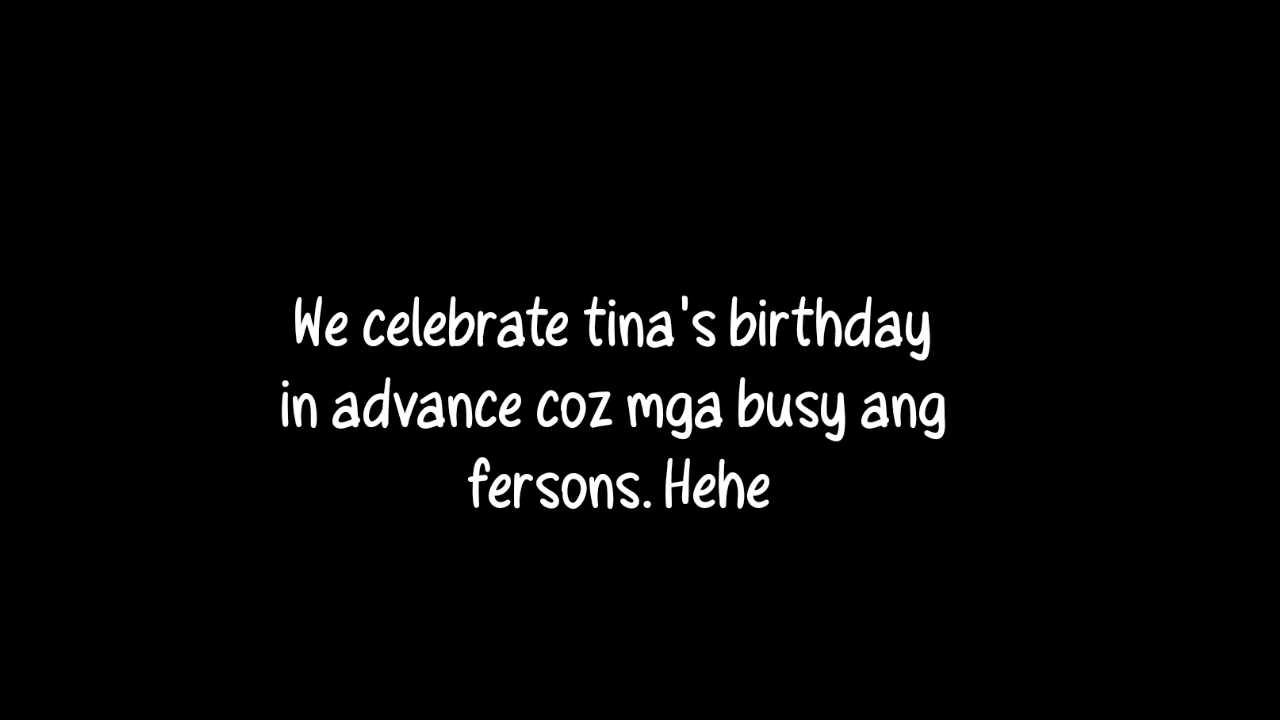 We celebrate tina's birthday
in advance coz mga busy ang
fersons. Hehe